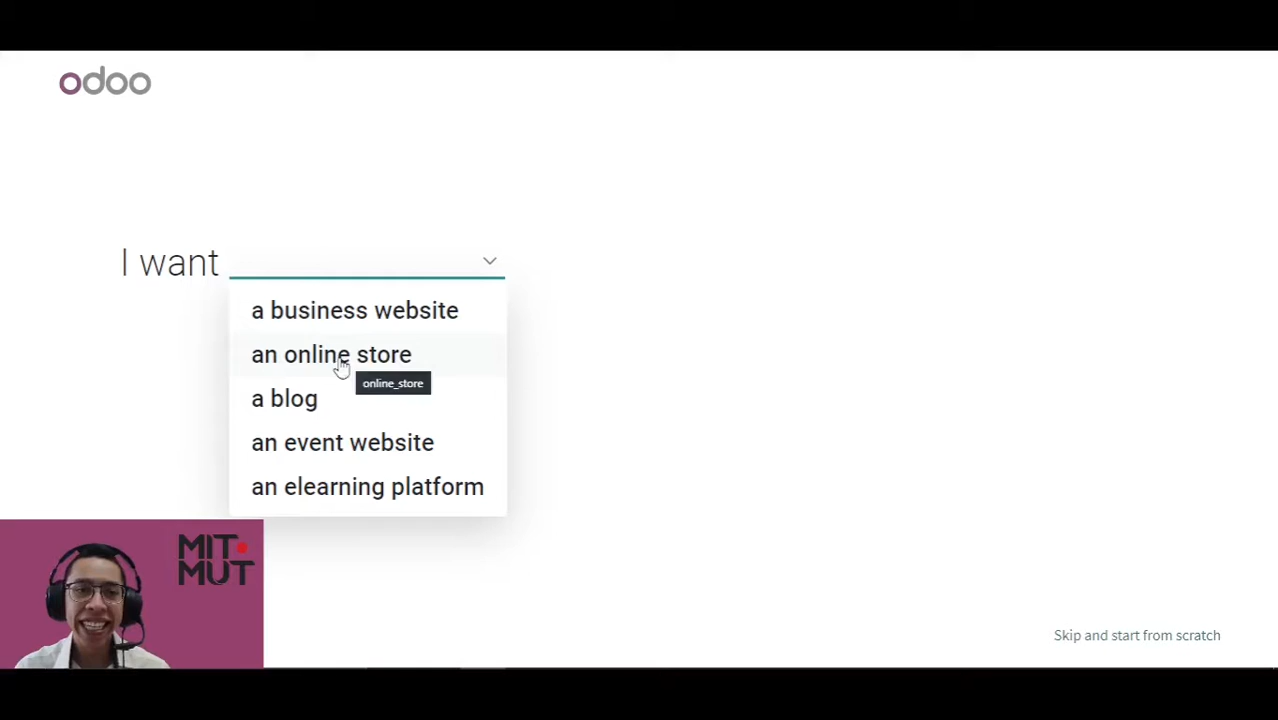 odoo
I want
a business website
an online store
online_store
a blog
an event website
an elearning platform
MIT
MUT
Skip and start from scratch